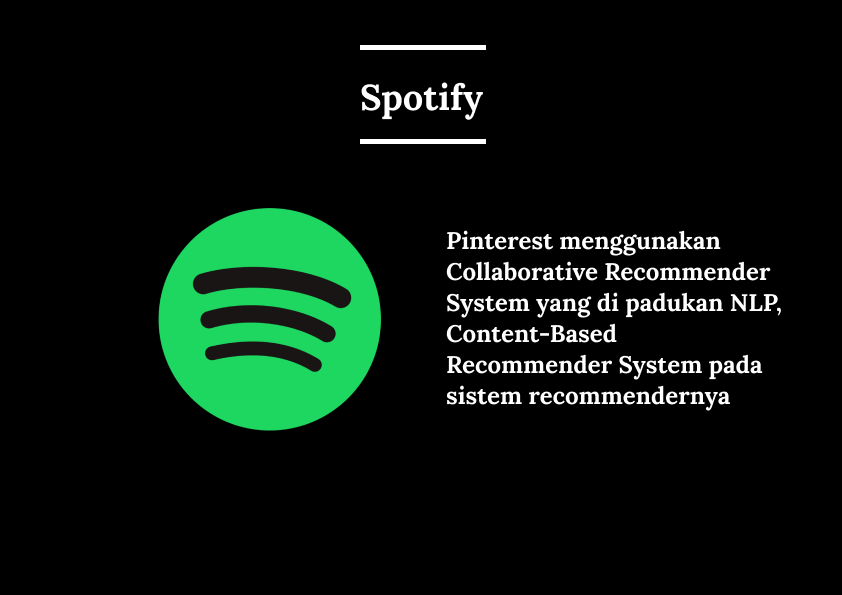 Spotify
Pinterest menggunakan
Collaborative Recommender
System yang di padukan NLP,
Content-Based
Recommender System pada
sistem recommendernya